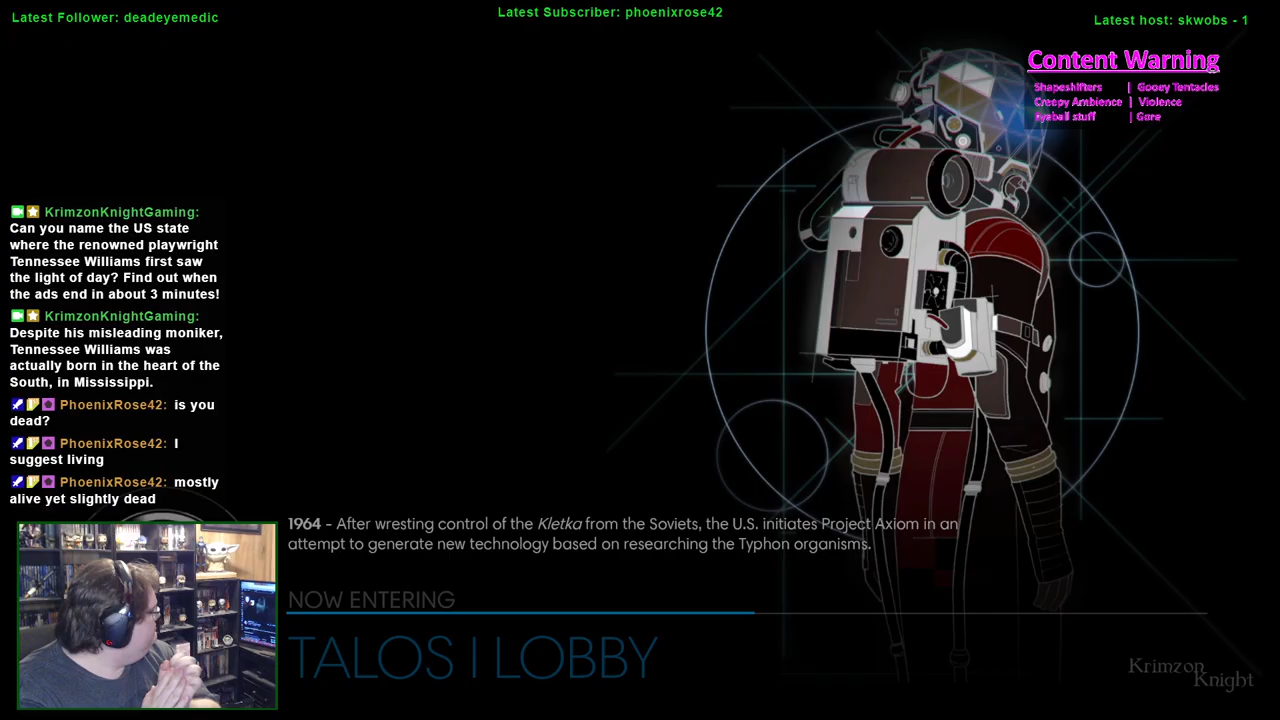 Latest Follower: deadeyemedic
Latest Subscriber: phoenixrose42
Latest host: skwobs - 1
Content Warning
Shapeshifters | Gooey Tentacles
Creepy Ambience | Violence
Eyeball stuff | Gore
KrimzonKnightGaming:
Can you name the US state
where the renowned playwright
Tennessee Williams first saw
the light of day? Find out when
the ads end in about 3 minutes!
KrimzonKnightGaming:
Despite his misleading moniker,
Tennessee Williams was
actually born in the heart of the
South, in Mississippi.
PhoenixRose42: is you
dead?
PhoenixRose42: I
suggest living
PhoenixRose42: mostly
alive yet slightly dead
1964 - After wresting control of the Kletka from the Soviets, the U.S. initiates Project Axiom in an
attempt to generate new technology based on researching the Typhon organisms.
NOW ENTERING
TALOS I LOBBY
Krimzon
Knight